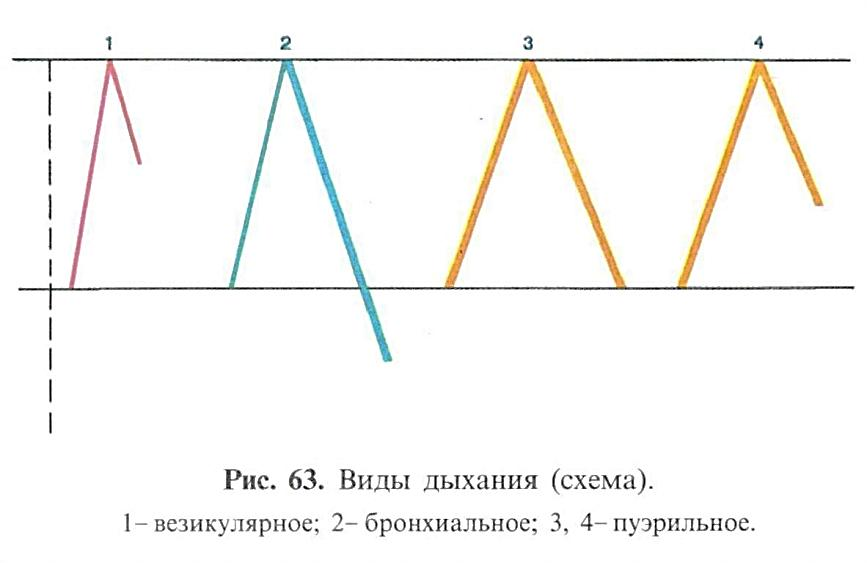 1 2 3 4
Рис. 63. Виды дыхания (схема).
1– везикулярное; 2– бронхиальное; 3, 4– пуэрильное.